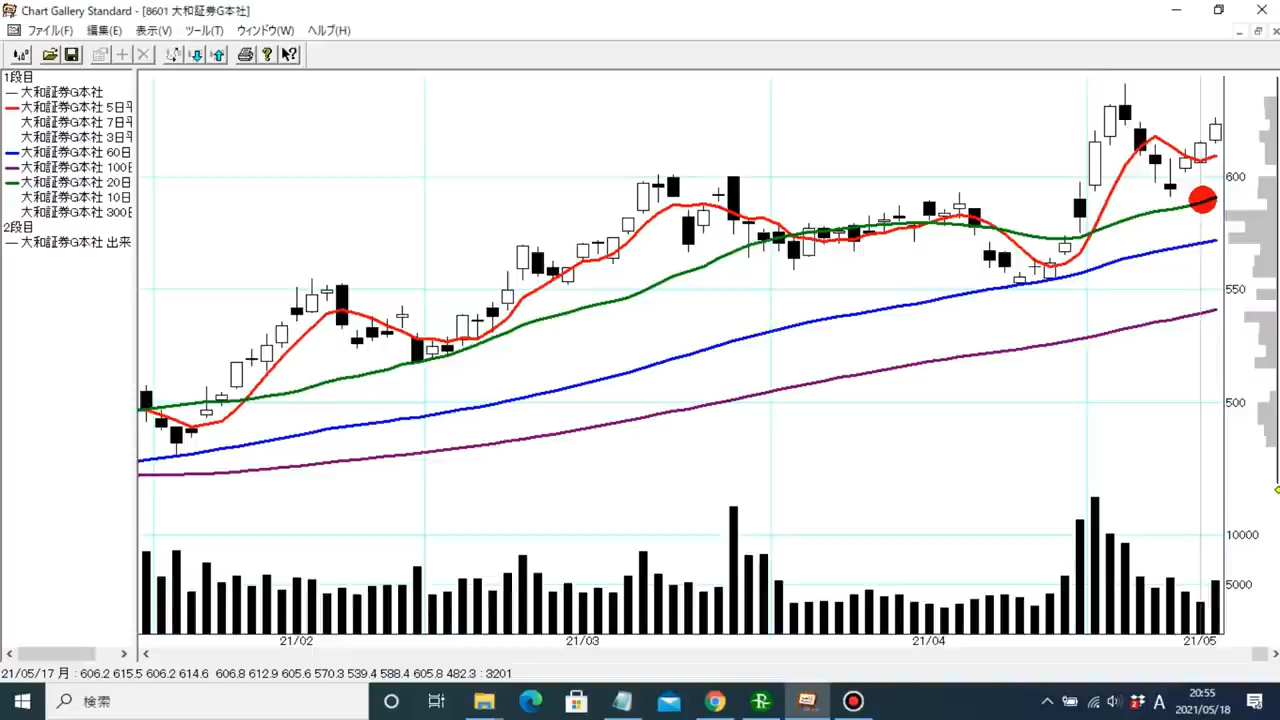 Chart Gallery Standard - [8601 大和証券G本社]
ファイル(F) 編集(E) 表示(V) ツール(T) ウィンドウ(W) ヘルプ(H)
1段目
大和証券G本社
大和証券G本社 5日平
大和証券G本社 7日平
大和証券G本社 3日平
大和証券G本社 60日
大和証券G本社 100日
大和証券G本社 20日
大和証券G本社 10日
大和証券G本社 300日
2段目
大和証券G本社 出来
600
550
500
10000
5000
21/02 21/03 21/04 21/05
21/05/17 月 : 606.2 615.5 606.2 614.6 606.8 612.9 605.6 570.3 539.4 588.4 605.8 482.3 : 3201
検索
A
20:55
2021/05/18